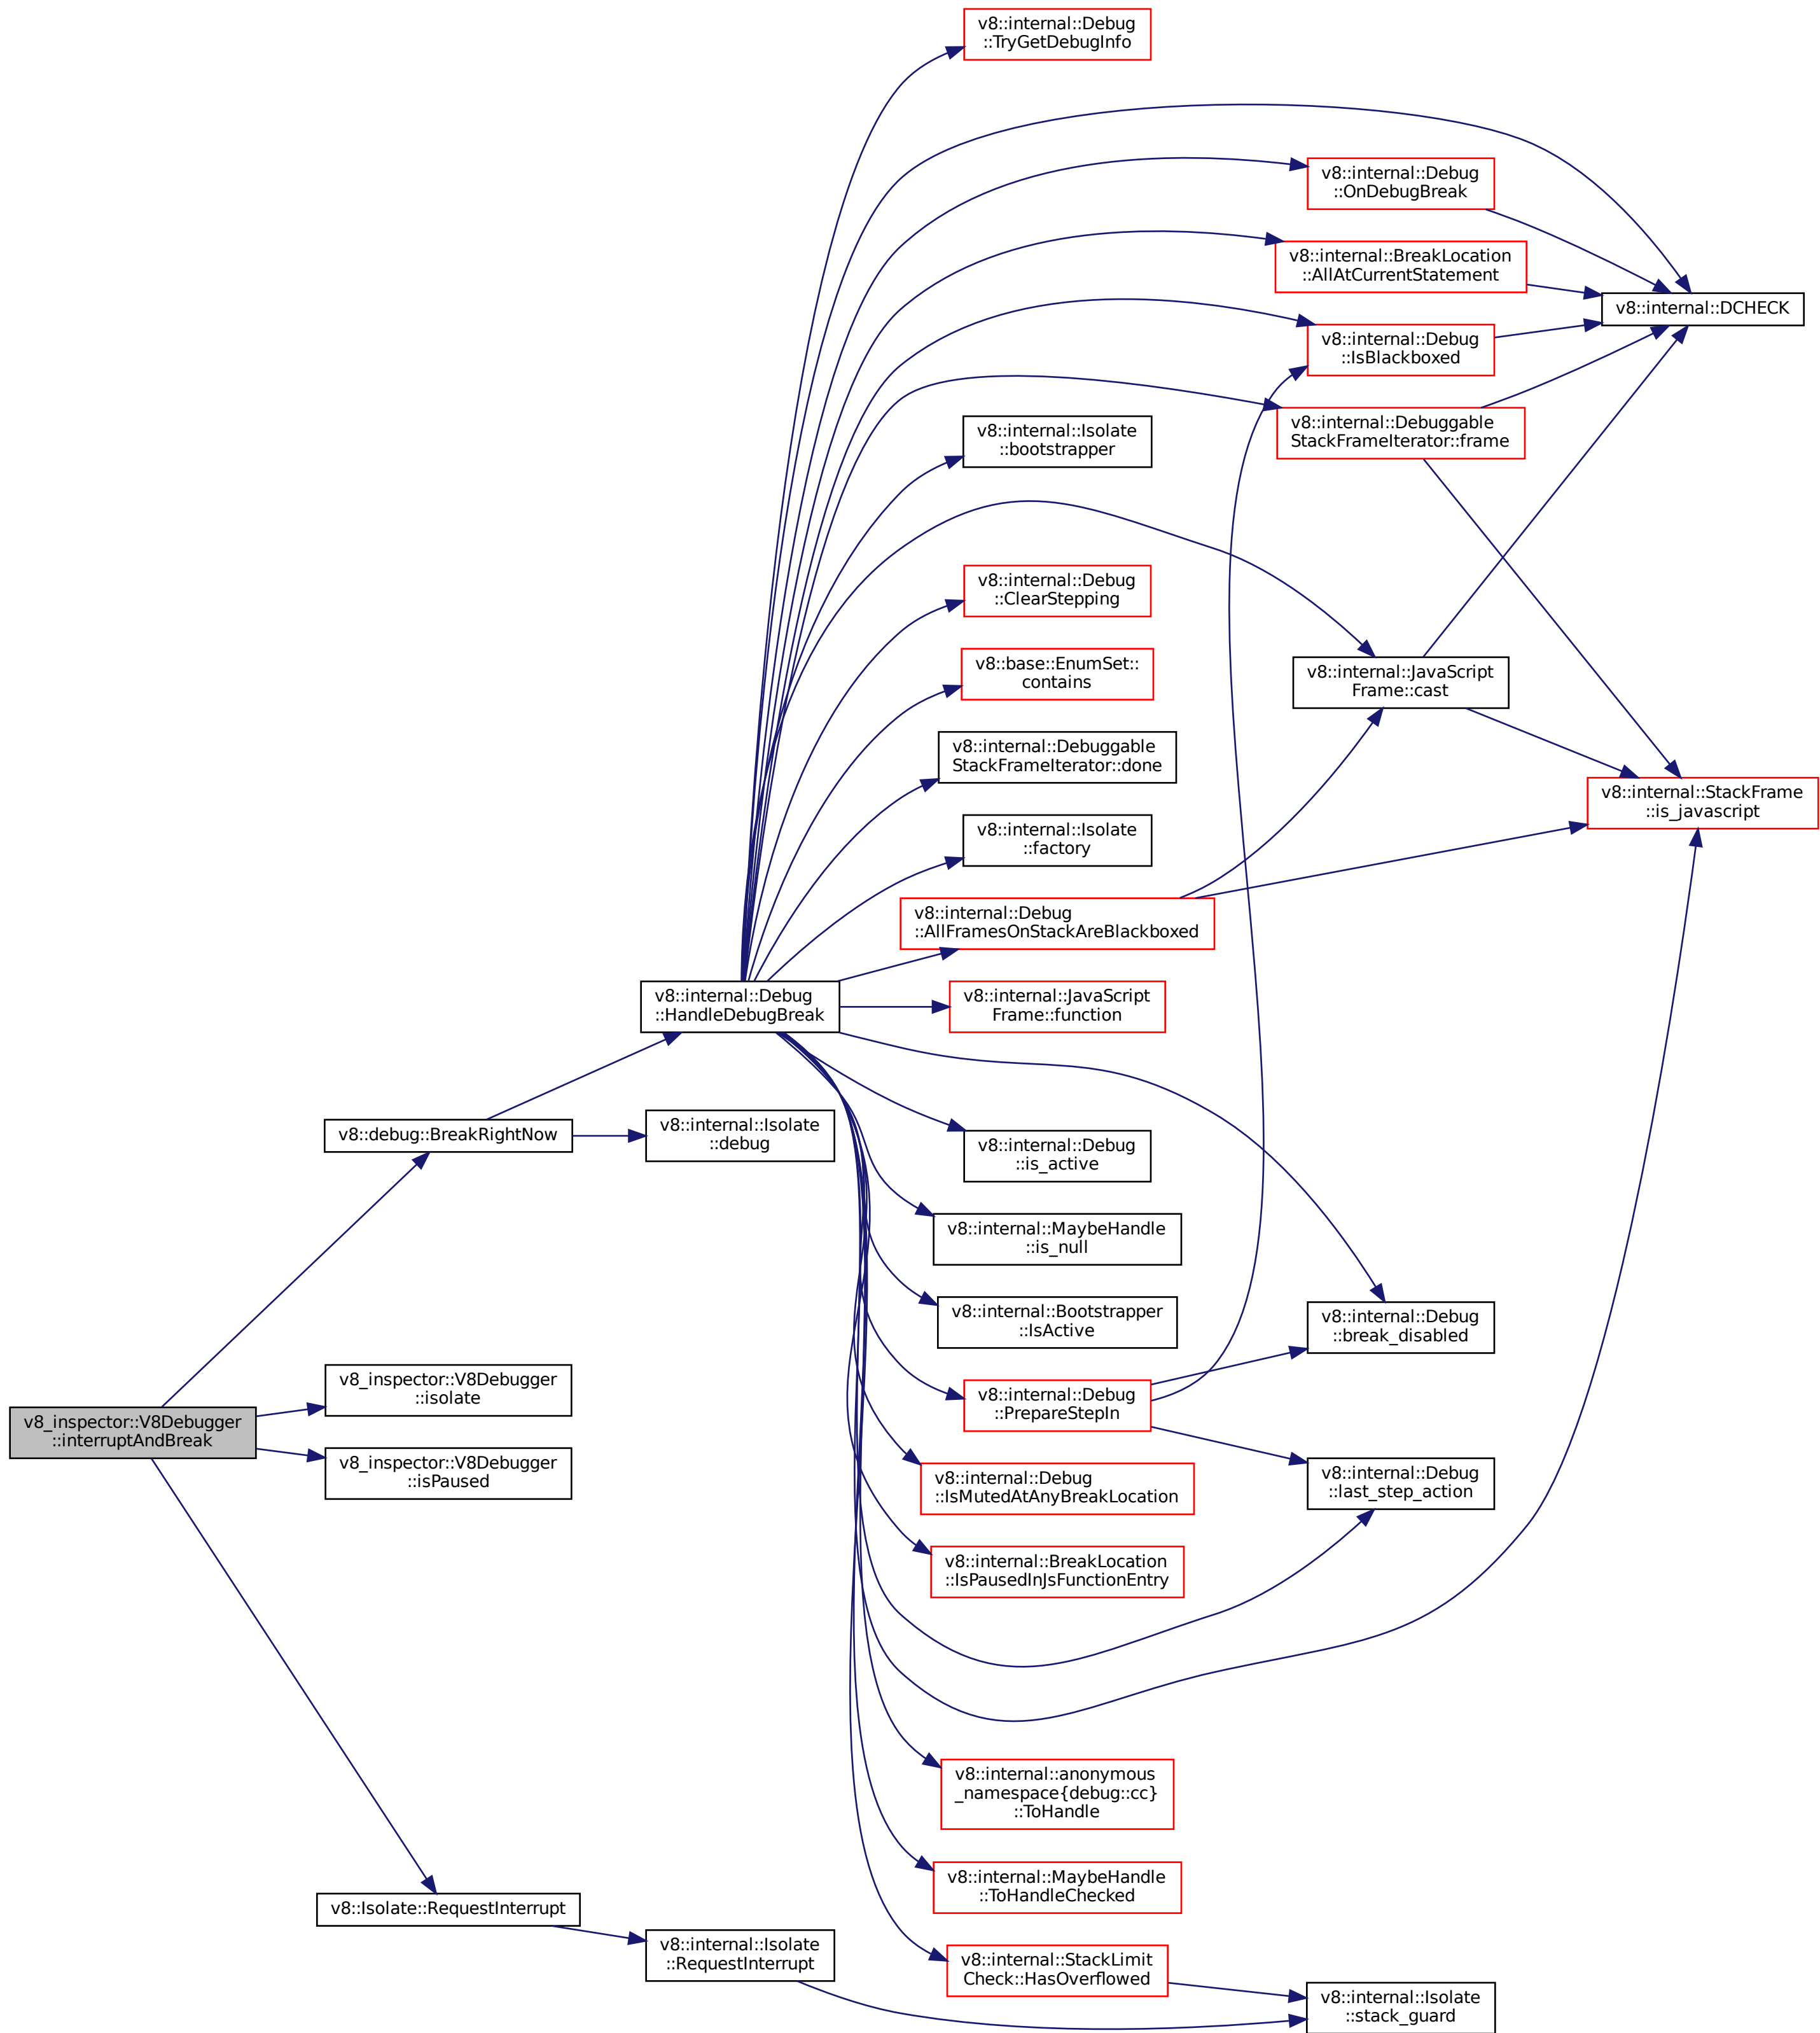 v8::internal::Debug
::TryGetDebugInfo
v8::internal::Debug
::OnDebugBreak
v8::internal::BreakLocation
::AllAtCurrentStatement
v8::internal::DCHECK
v8::internal::Debug
::IsBlackboxed
v8::internal::Debuggable
StackFrameIterator::frame
v8::internal::Isolate
::bootstrapper
v8::internal::Debug
::ClearStepping
v8::base::EnumSet::
contains
v8::internal::JavaScript
Frame::cast
v8::internal::Debuggable
StackFrameIterator::done
v8::internal::StackFrame
::is_javascript
v8::internal::Isolate
::factory
v8::internal::Debug
::AllFramesOnStackAreBlackboxed
v8::internal::Debug
::HandleDebugBreak
v8::internal::JavaScript
Frame::function
v8::debug::BreakRightNow
v8::internal::Isolate
::debug
v8::internal::Debug
::is_active
v8::internal::MaybeHandle
::is_null
v8::internal::Bootstrapper
::IsActive
v8::internal::Debug
::break_disabled
v8_inspector::V8Debugger
::isolate
v8::internal::Debug
::PrepareStepIn
v8_inspector::V8Debugger
::interruptAndBreak
v8_inspector::V8Debugger
::isPaused
v8::internal::Debug
::last_step_action
v8::internal::Debug
::IsMutedAtAnyBreakLocation
v8::internal::BreakLocation
::IsPausedInJsFunctionEntry
v8::internal::anonymous
_namespace{debug::cc}
::ToHandle
v8::internal::MaybeHandle
::ToHandleChecked
v8::Isolate::RequestInterrupt
v8::internal::Isolate
::RequestInterrupt
v8::internal::StackLimit
Check::HasOverflowed
v8::internal::Isolate
::stack_guard